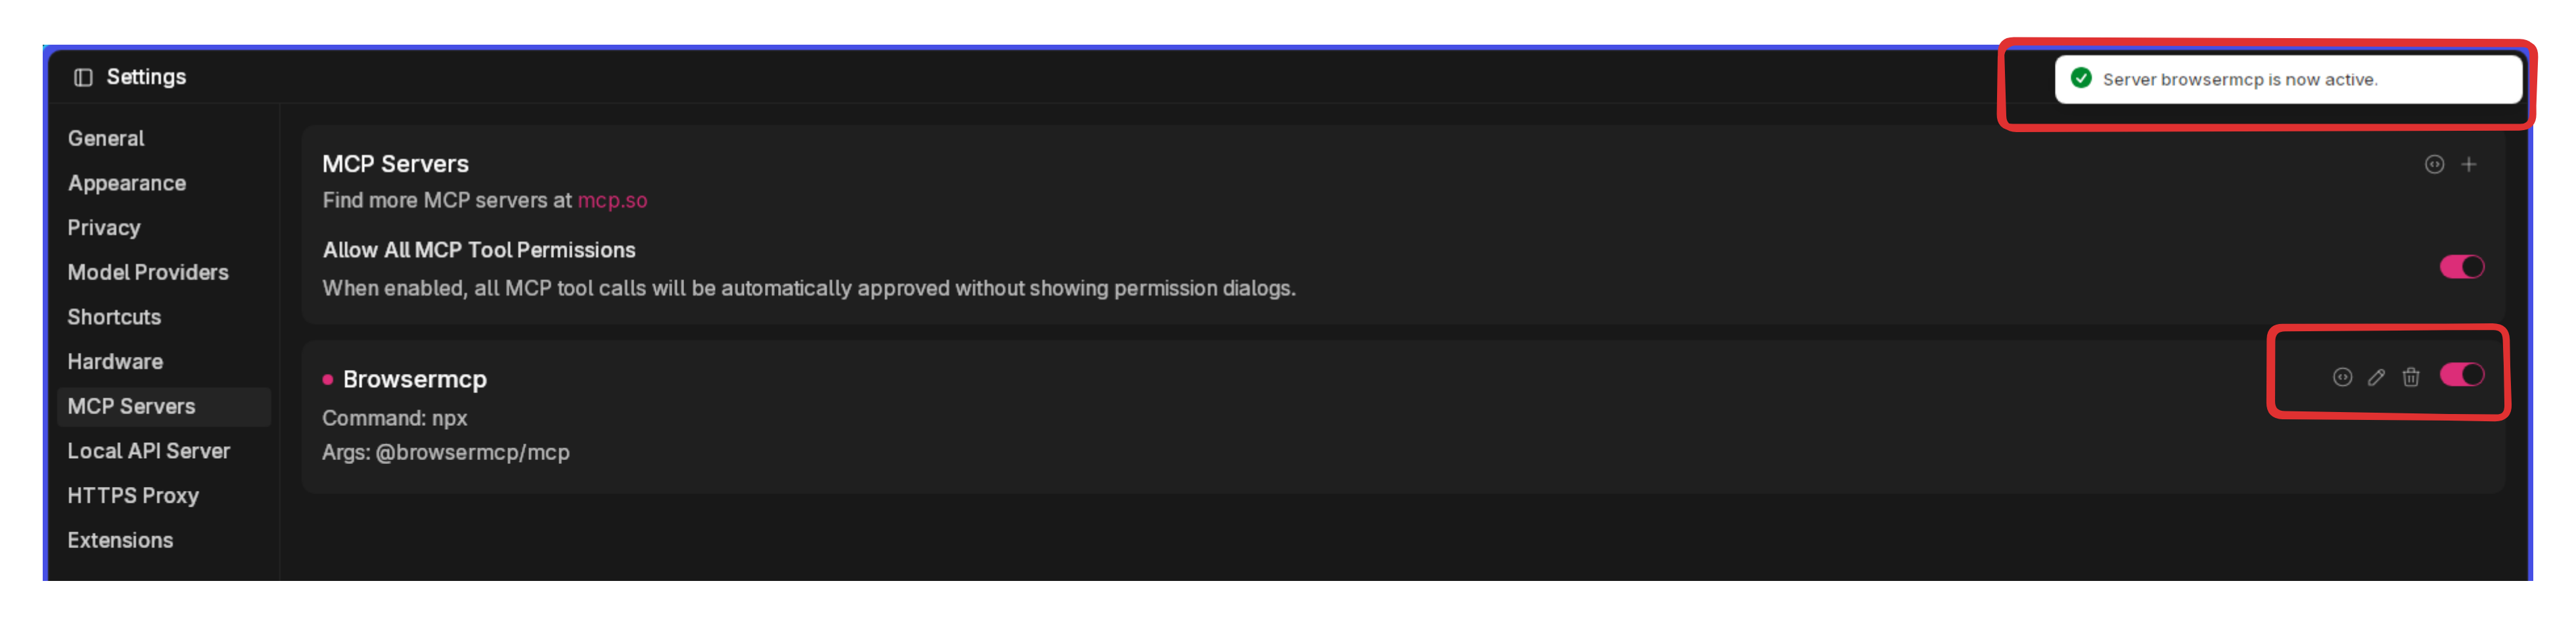 Settings
Server browsermcp is now active.
General
Appearance
Privacy
Model Providers
Shortcuts
Hardware
MCP Servers
Local API Server
HTTPS Proxy
Extensions
MCP Servers
Find more MCP servers at mcp.so
Allow All MCP Tool Permissions
When enabled, all MCP tool calls will be automatically approved without showing permission dialogs.
Browsermcp
Command: npx
Args: @browsermcp/mcp